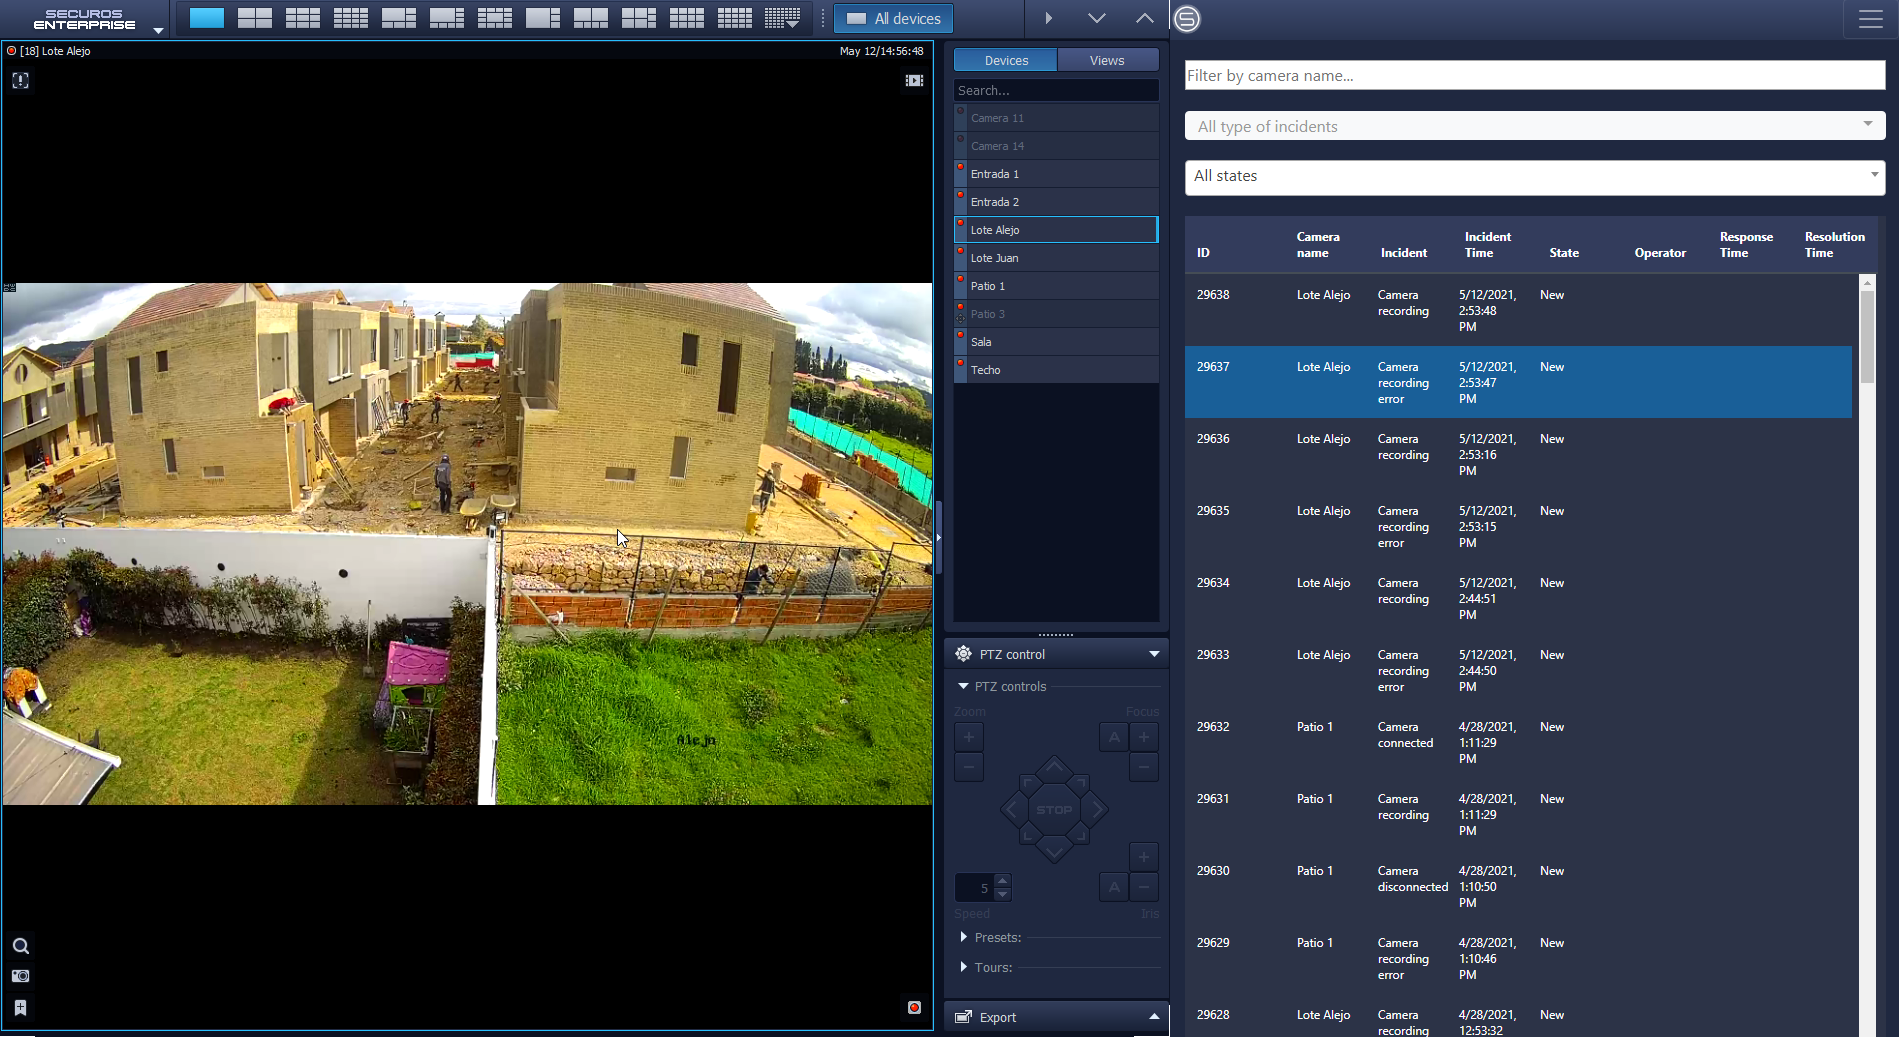 SECUROS
ENTERPRISE
All devices
[18] Lote Alejo
May 12/14:56:48
Alejo
Devices
Views
Search...
Camera 11
Camera 14
Entrada 1
Entrada 2
Lote Alejo
Lote Juan
Patio 1
Patio 3
Sala
Techo
PTZ control
PTZ controls
Zoom
Focus
+
A
+
−
−
STOP
+
5
A
−
Speed
Iris
Presets:
Tours:
Export
Filter by camera name...
All type of incidents
All states
ID
Camera
name
Incident
Incident
Time
State
Operator
Response
Time
Resolution
Time
29638
Lote Alejo
Camera
recording
5/12/2021,
2:53:48
PM
New
29637
Lote Alejo
Camera
recording
error
5/12/2021,
2:53:47
PM
New
29636
Lote Alejo
Camera
recording
5/12/2021,
2:53:16
PM
New
29635
Lote Alejo
Camera
recording
error
5/12/2021,
2:53:15
PM
New
29634
Lote Alejo
Camera
recording
5/12/2021,
2:44:51
PM
New
29633
Lote Alejo
Camera
recording
error
5/12/2021,
2:44:50
PM
New
29632
Patio 1
Camera
connected
4/28/2021,
1:11:29
PM
New
29631
Patio 1
Camera
recording
4/28/2021,
1:11:29
PM
New
29630
Patio 1
Camera
disconnected
4/28/2021,
1:10:50
PM
New
29629
Patio 1
Camera
recording
error
4/28/2021,
1:10:46
PM
New
29628
Lote Alejo
Camera
recording
4/28/2021,
12:53:32
New